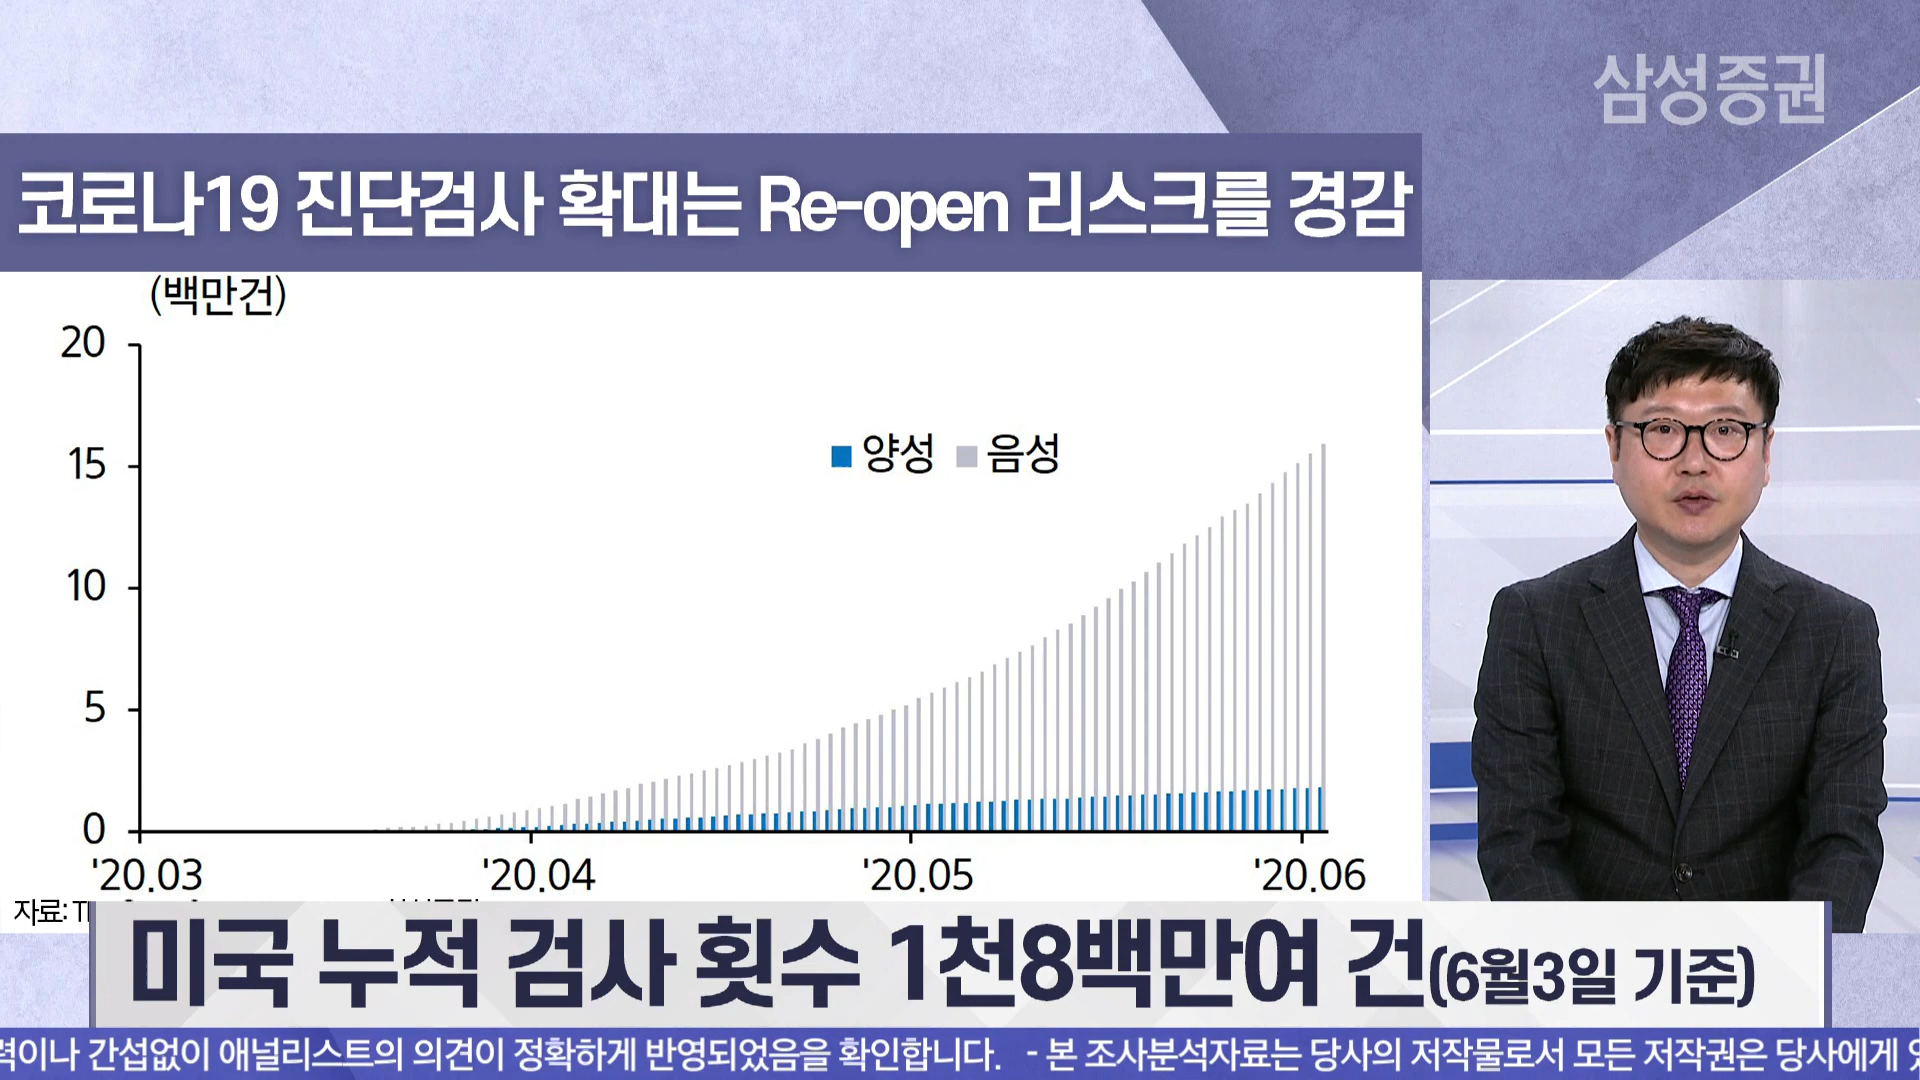 삼성증권
코로나19 진단검사 확대는 Re-open 리스크를 경감
(백만건)
20
15
10
5
0
양성 음성
'20.03 '20.04 '20.05 '20.06
자료:
미국 누적 검사 횟수 1천8백만여 건(6월3일 기준)
력이나 간섭없이 애널리스트의 의견이 정확하게 반영되었음을 확인합니다. - 본 조사분석자료는 당사의 저작물로서 모든 저작권은 당사에게